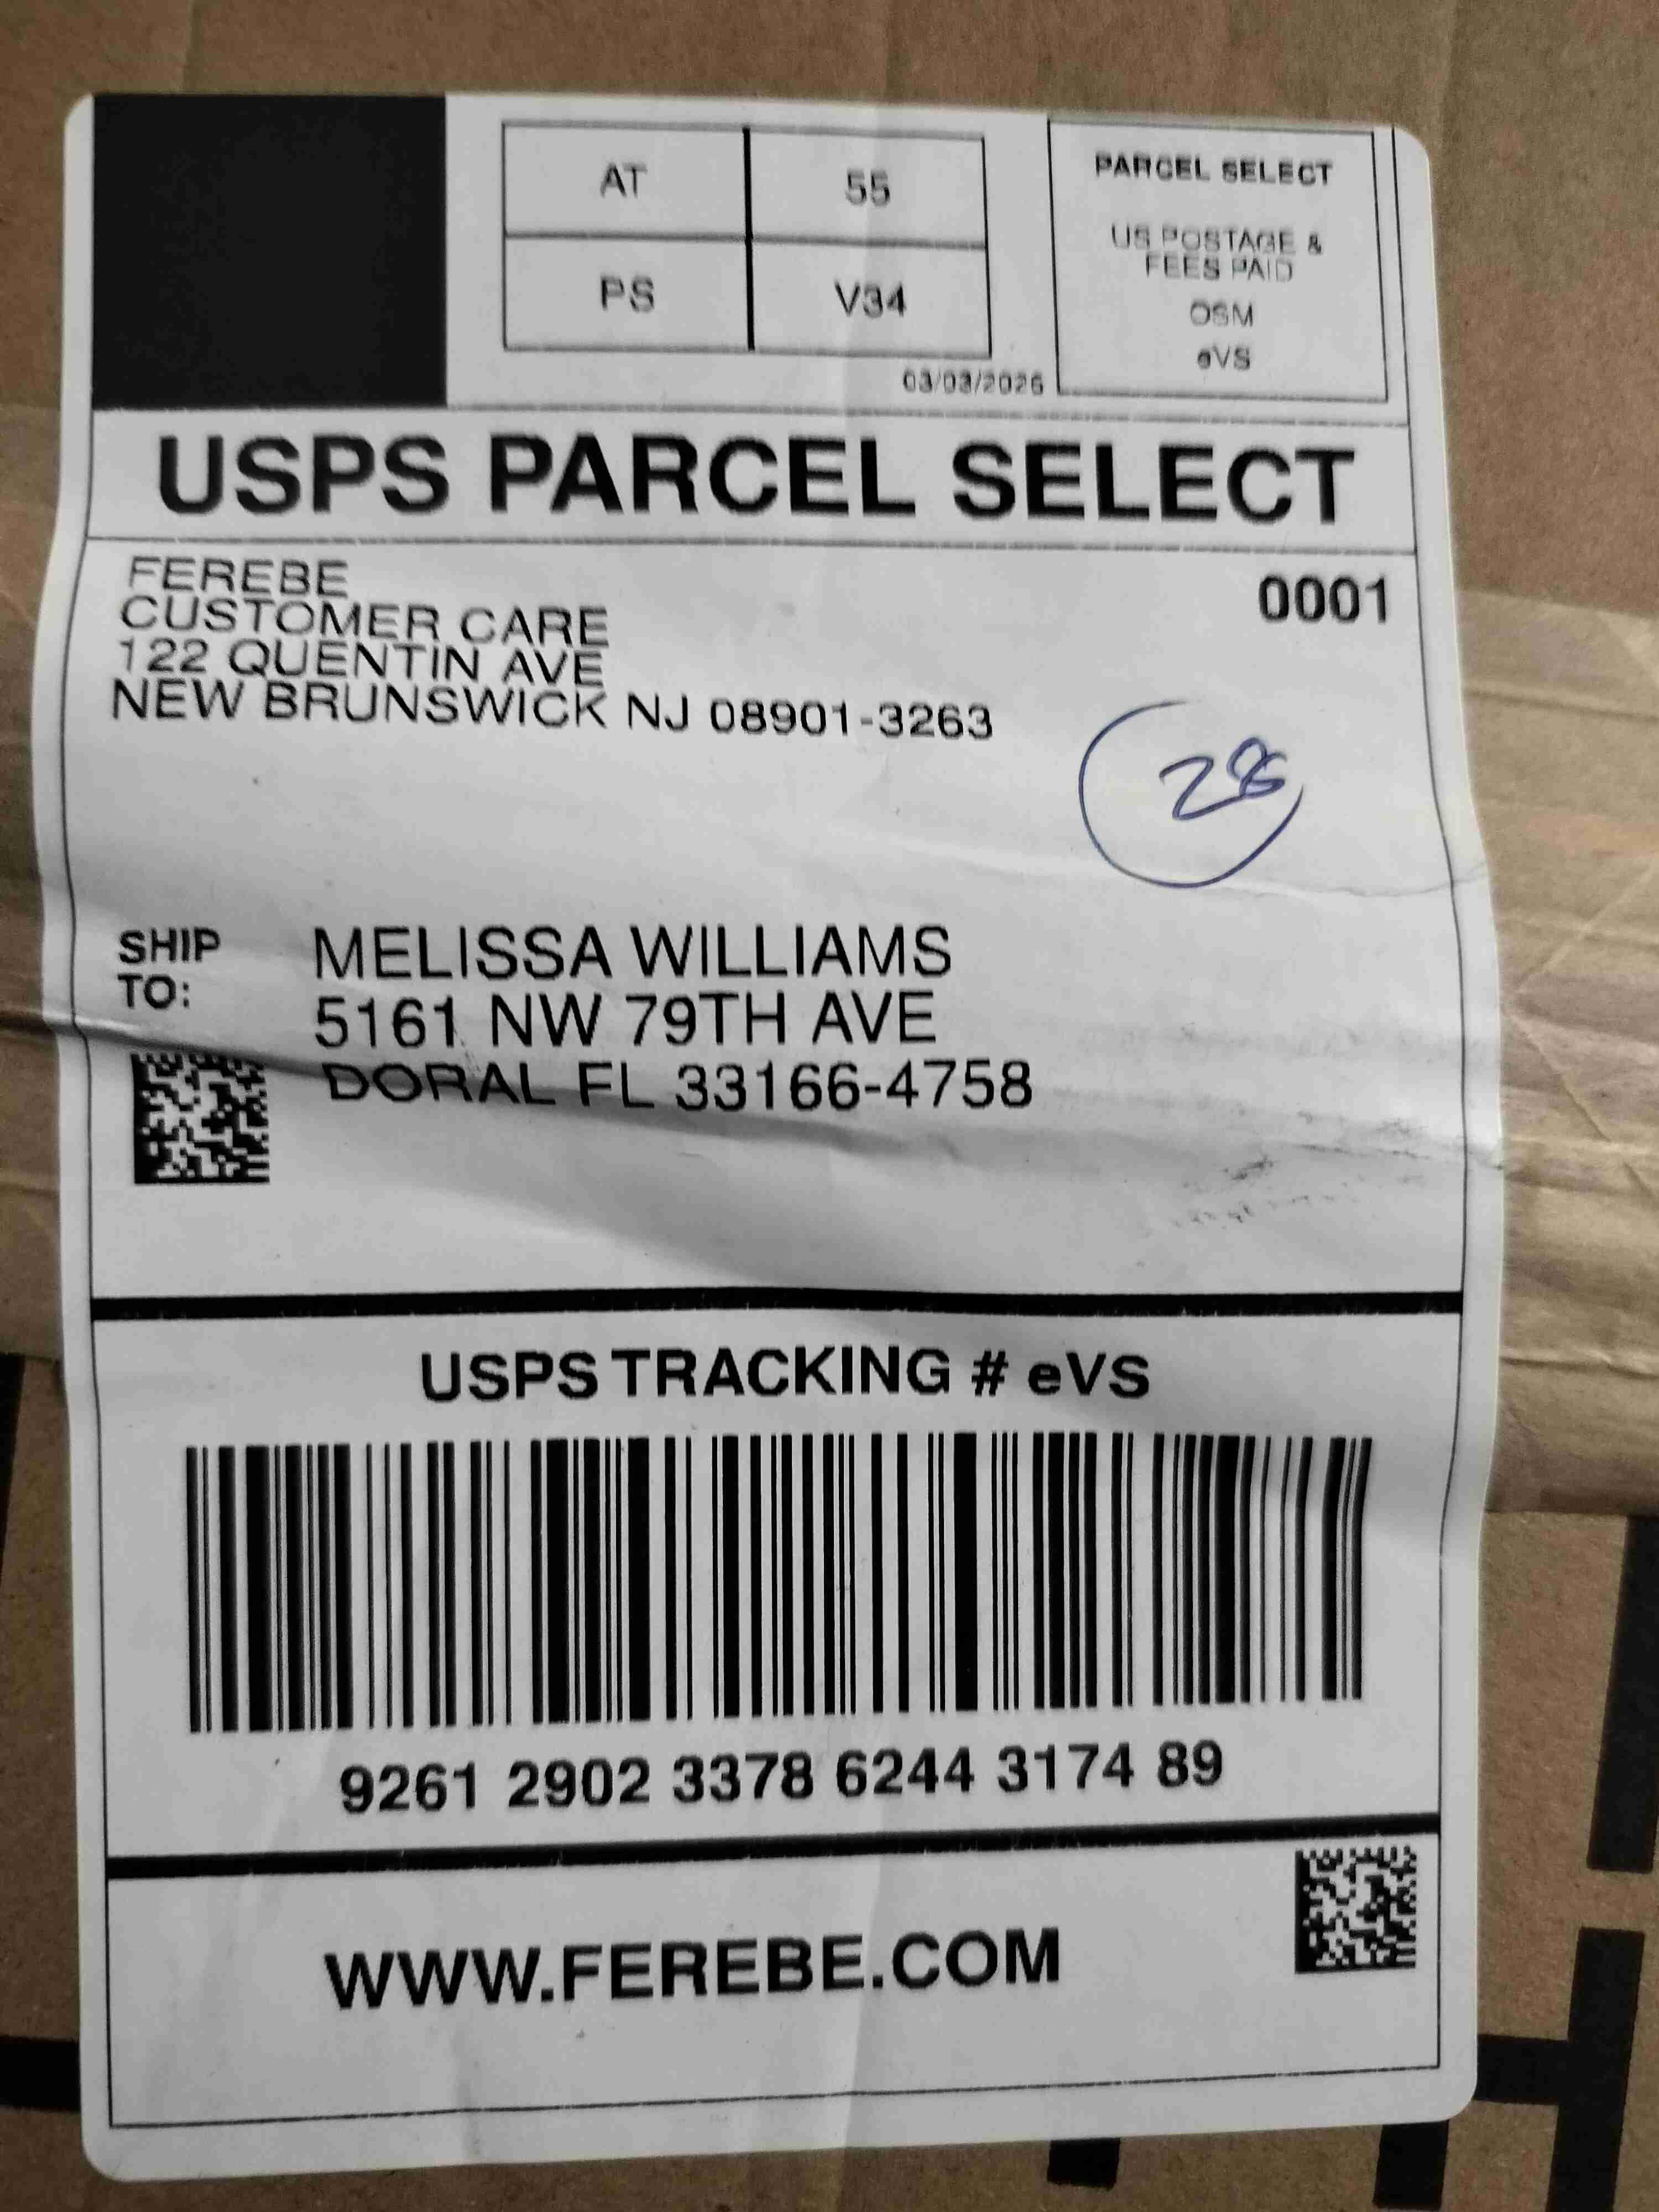 AT 55
PS V34
03/03/2026
PARCEL SELECT
US POSTAGE &
FEES PAID
OSM
eVS
USPS PARCEL SELECT
FEREBE
CUSTOMER CARE
122 QUENTIN AVE
NEW BRUNSWICK NJ 08901-3263
0001
28
SHIP
TO:
MELISSA WILLIAMS
5161 NW 79TH AVE
DORAL FL 33166-4758
USPS TRACKING # eVS
9261 2902 3378 6244 3174 89
WWW.FEREBE.COM